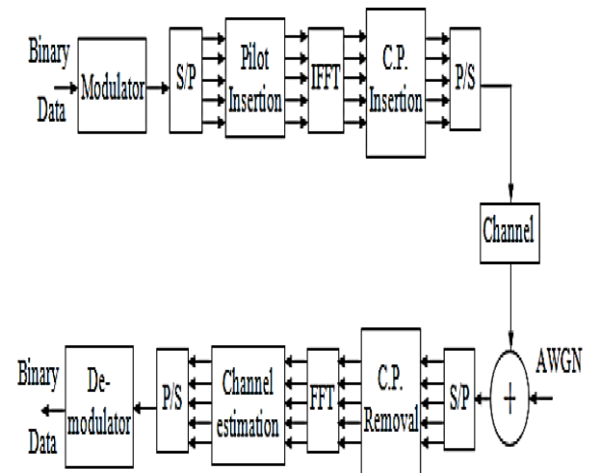 Binary
Data
Modulator
S/P
Pilot
Insertion
IFFT
C.P.
Insertion
P/S
Channel
AWGN
+
S/P
C.P.
Removal
FFT
Channel
estimation
P/S
De-
modulator
Binary
Data